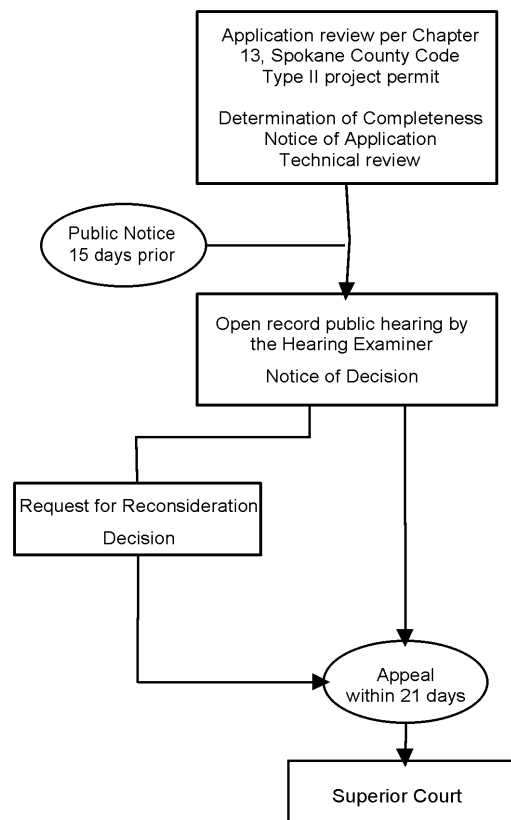 Application review per Chapter
13, Spokane County Code
Type II project permit
Determination of Completeness
Notice of Application
Technical review
Public Notice
15 days prior
Open record public hearing by
the Hearing Examiner
Notice of Decision
Request for Reconsideration
Decision
Appeal
within 21 days
Superior Court